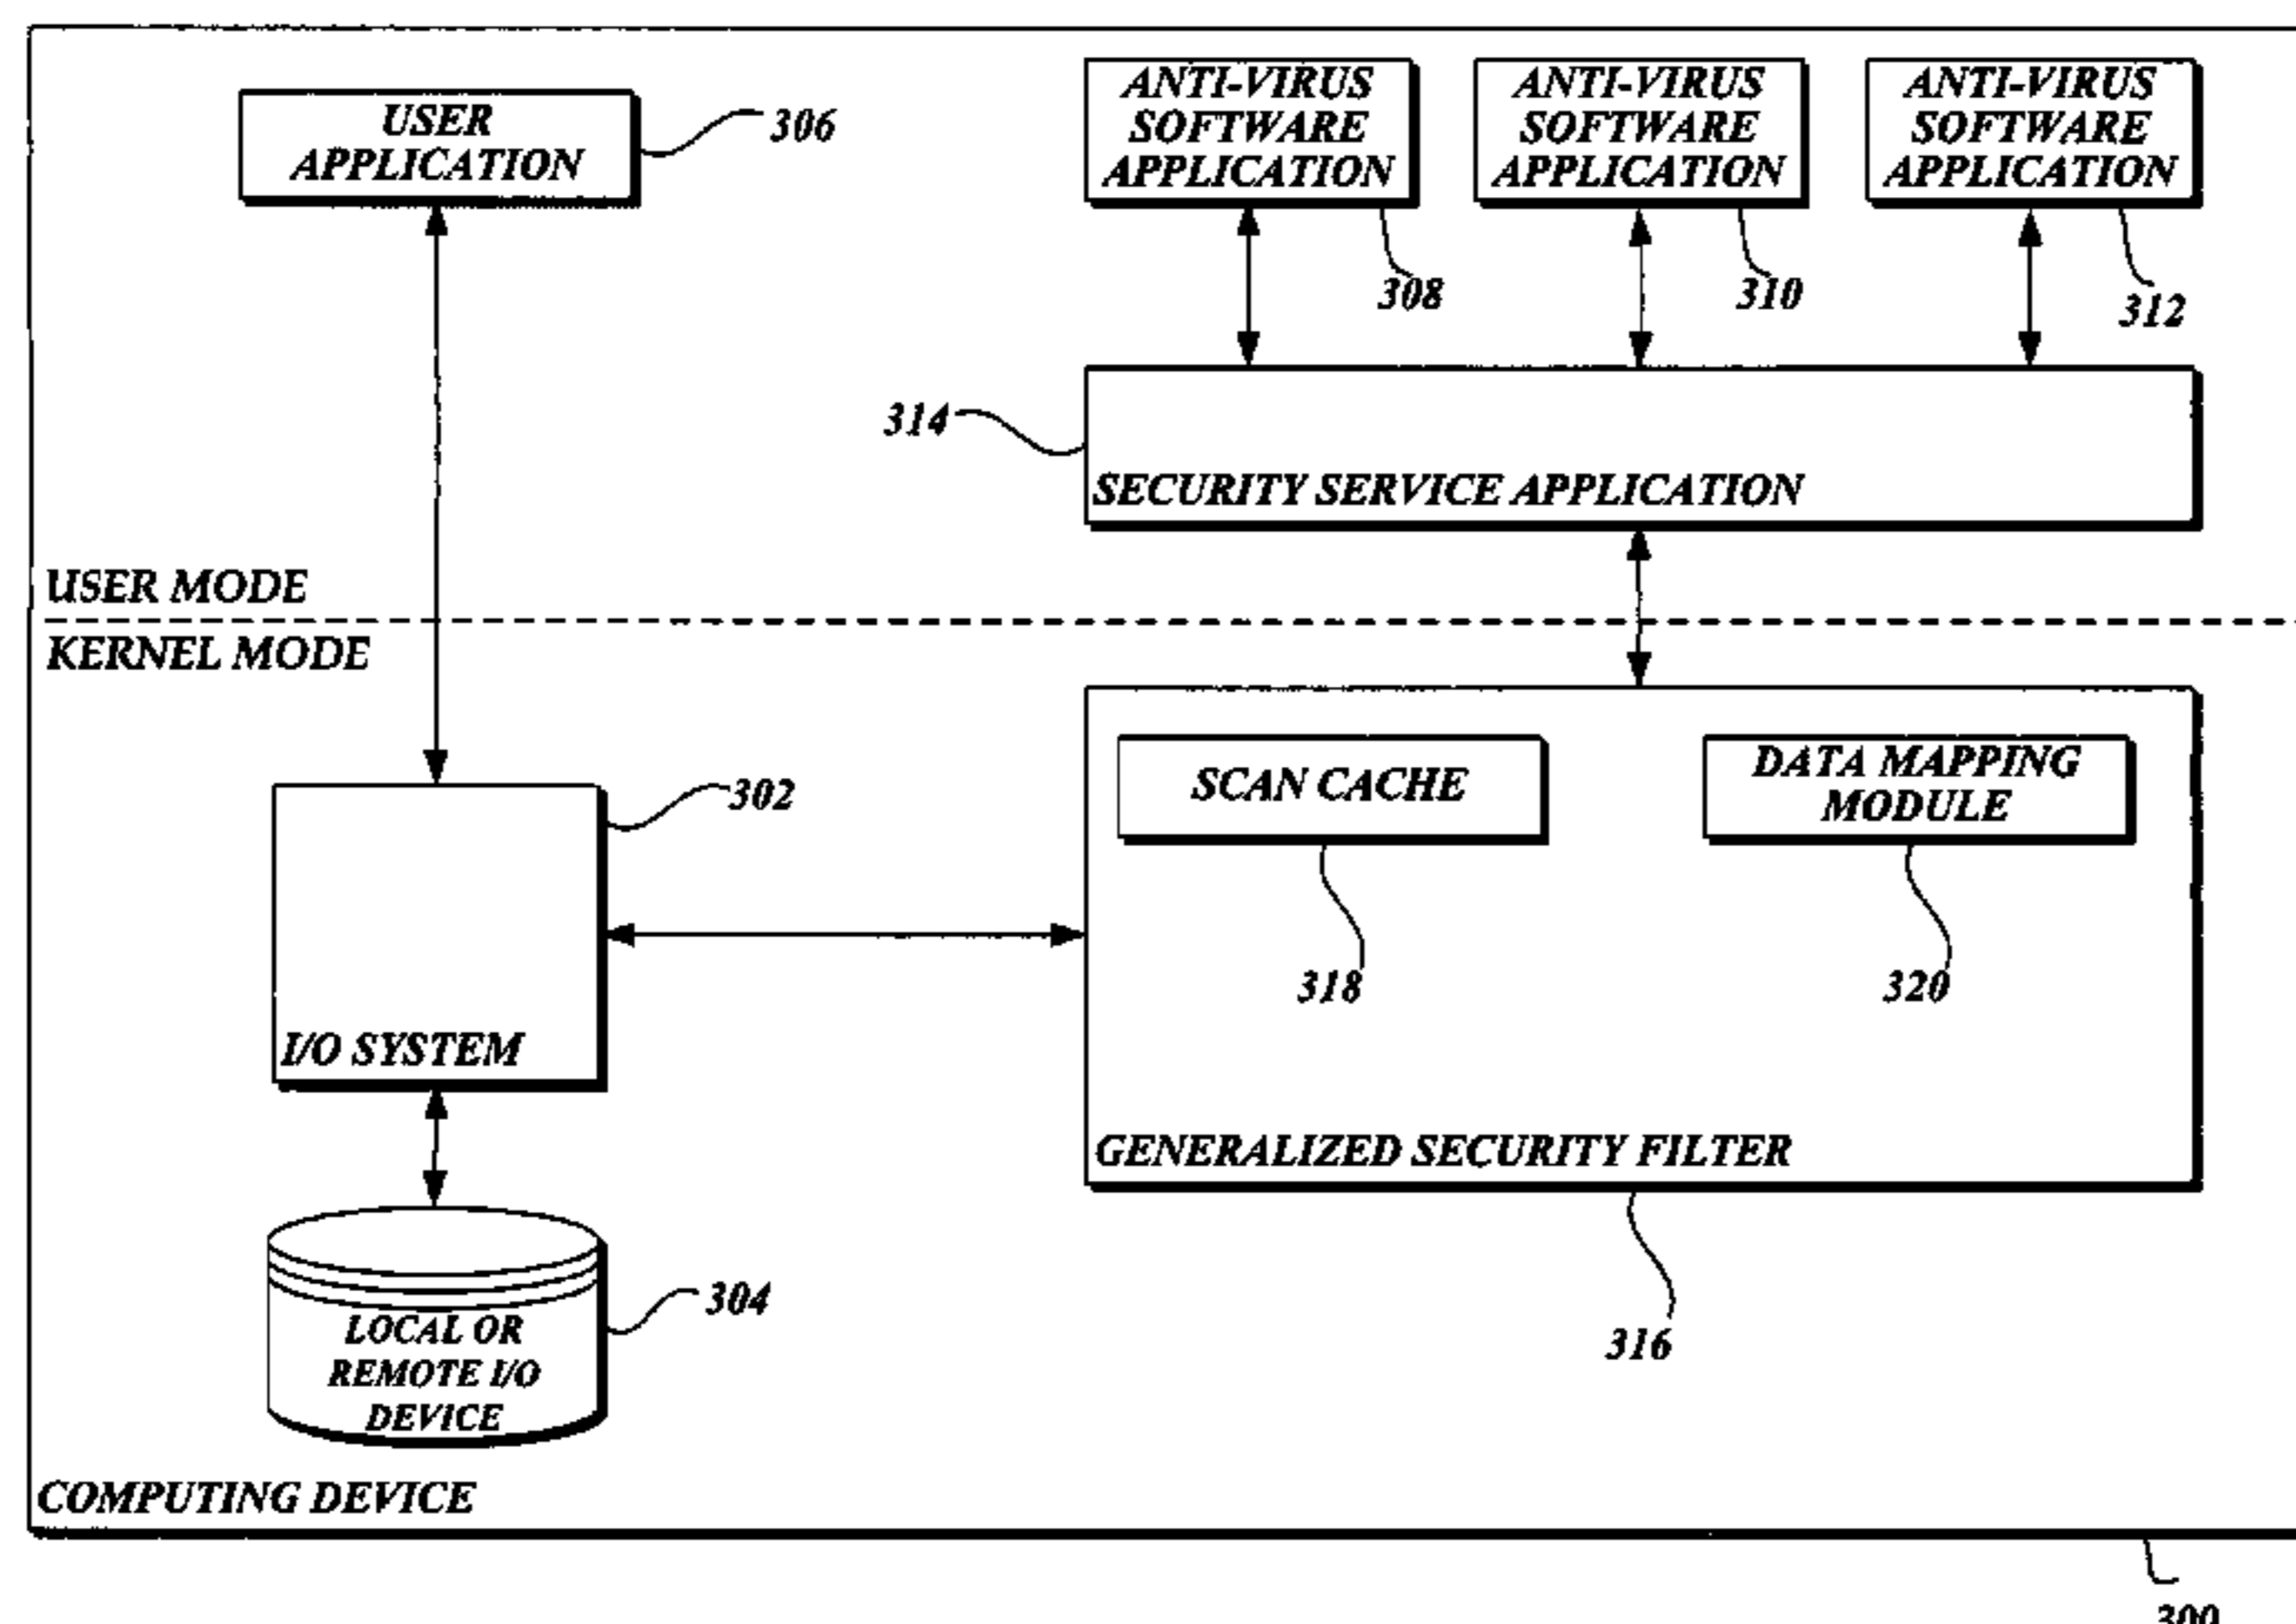 USER
APPLICATION
306
ANTI-VIRUS
SOFTWARE
APPLICATION
308
ANTI-VIRUS
SOFTWARE
APPLICATION
310
ANTI-VIRUS
SOFTWARE
APPLICATION
312
314
SECURITY SERVICE APPLICATION
USER MODE
KERNEL MODE
302
I/O SYSTEM
SCAN CACHE
318
DATA MAPPING
MODULE
320
GENERALIZED SECURITY FILTER
316
304
LOCAL OR
REMOTE I/O
DEVICE
COMPUTING DEVICE
300